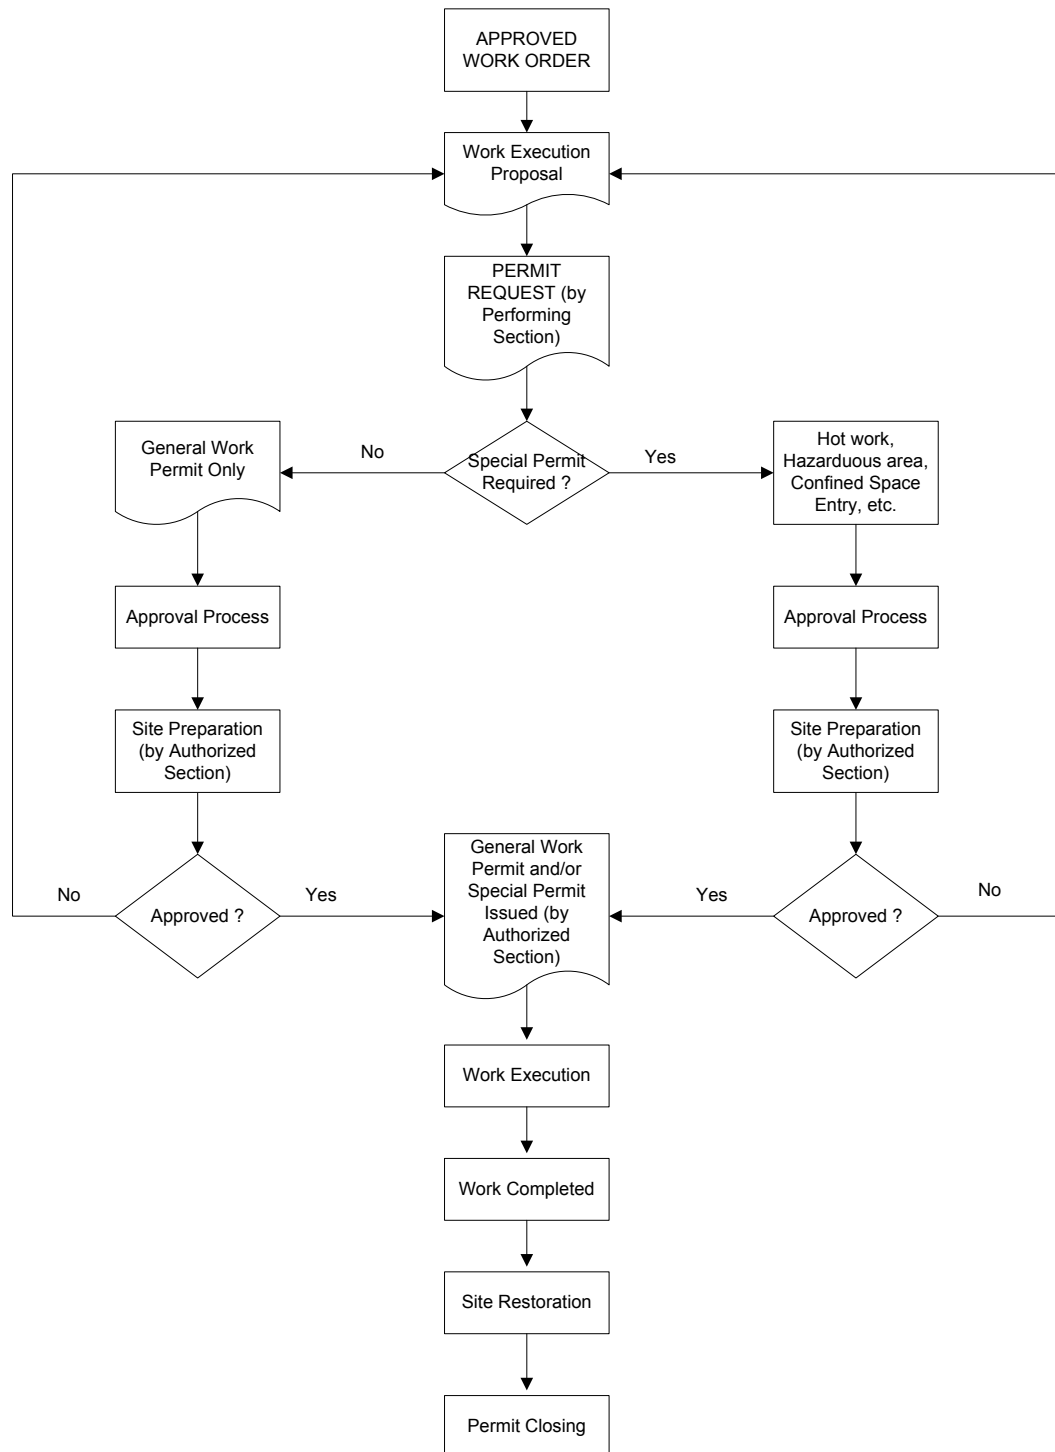 APPROVED
WORK ORDER
Work Execution
Proposal
PERMIT
REQUEST (by
Performing
Section)
General Work
Permit Only
No
Special Permit
Required ?
Yes
Hot work,
Hazarduous area,
Confined Space
Entry, etc.
Approval Process
Approval Process
Site Preparation
(by Authorized
Section)
Site Preparation
(by Authorized
Section)
No
Approved ?
Yes
General Work
Permit and/or
Special Permit
Issued (by
Authorized
Section)
Yes
Approved ?
No
Work Execution
Work Completed
Site Restoration
Permit Closing